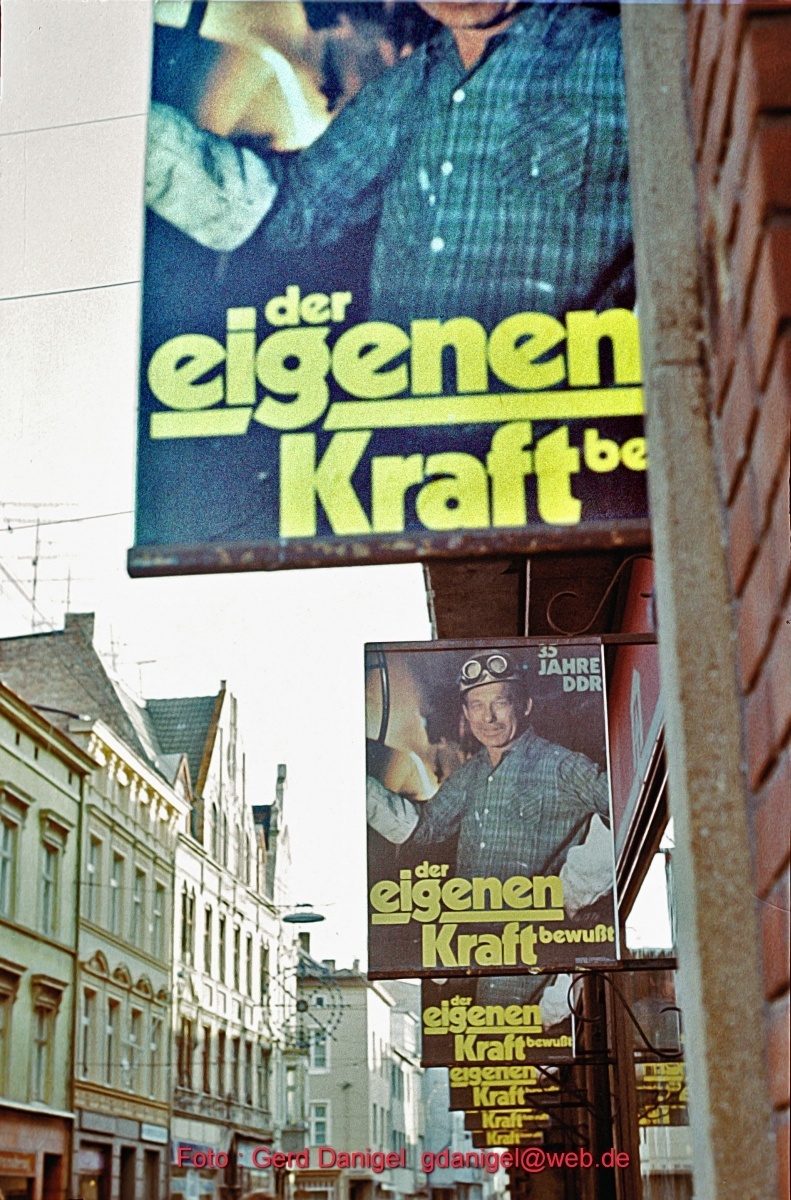 der
eigenen
Kraft be
35
JAHRE
DDR
der
eigenen
Kraft bewußt
der
eigenen
Kraft bewußt
eigenen
Kraft
Kraft
Kraft
Foto : Gerd Danigel gdanigel@web.de